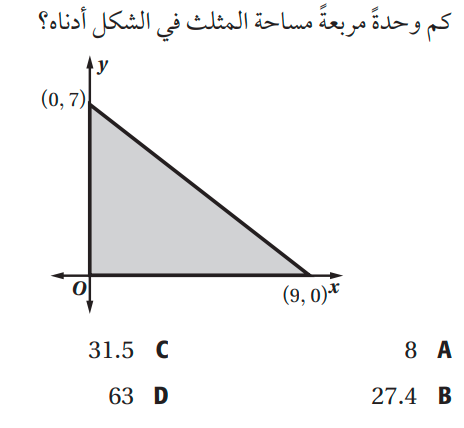 كم وحدةً مربعةً مساحة المثلث في الشكل أدناه؟
y
(0, 7)
O
(9, 0)
x
8 A
31.5 C
27.4 B
63 D